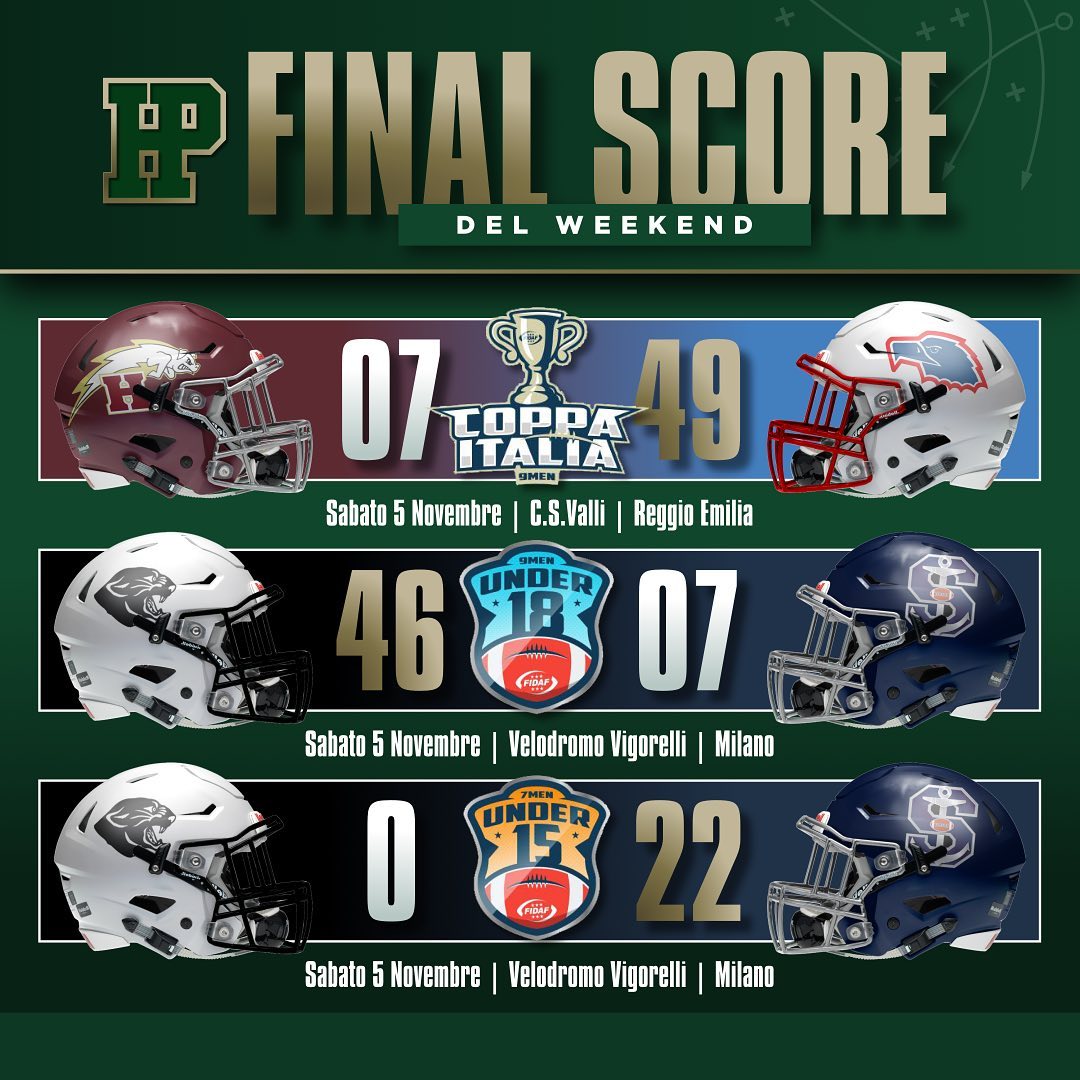 HP FINAL SCORE
DEL WEEKEND
H
07
FIDAF
COPPA
ITALIA
9MEN
49
Sabato 5 Novembre | C.S.Valli | Reggio Emilia
46
9MEN
UNDER
18
FIDAF
07
Sabato 5 Novembre | Velodromo Vigorelli | Milano
0
7MEN
UNDER
15
FIDAF
22
Sabato 5 Novembre | Velodromo Vigorelli | Milano